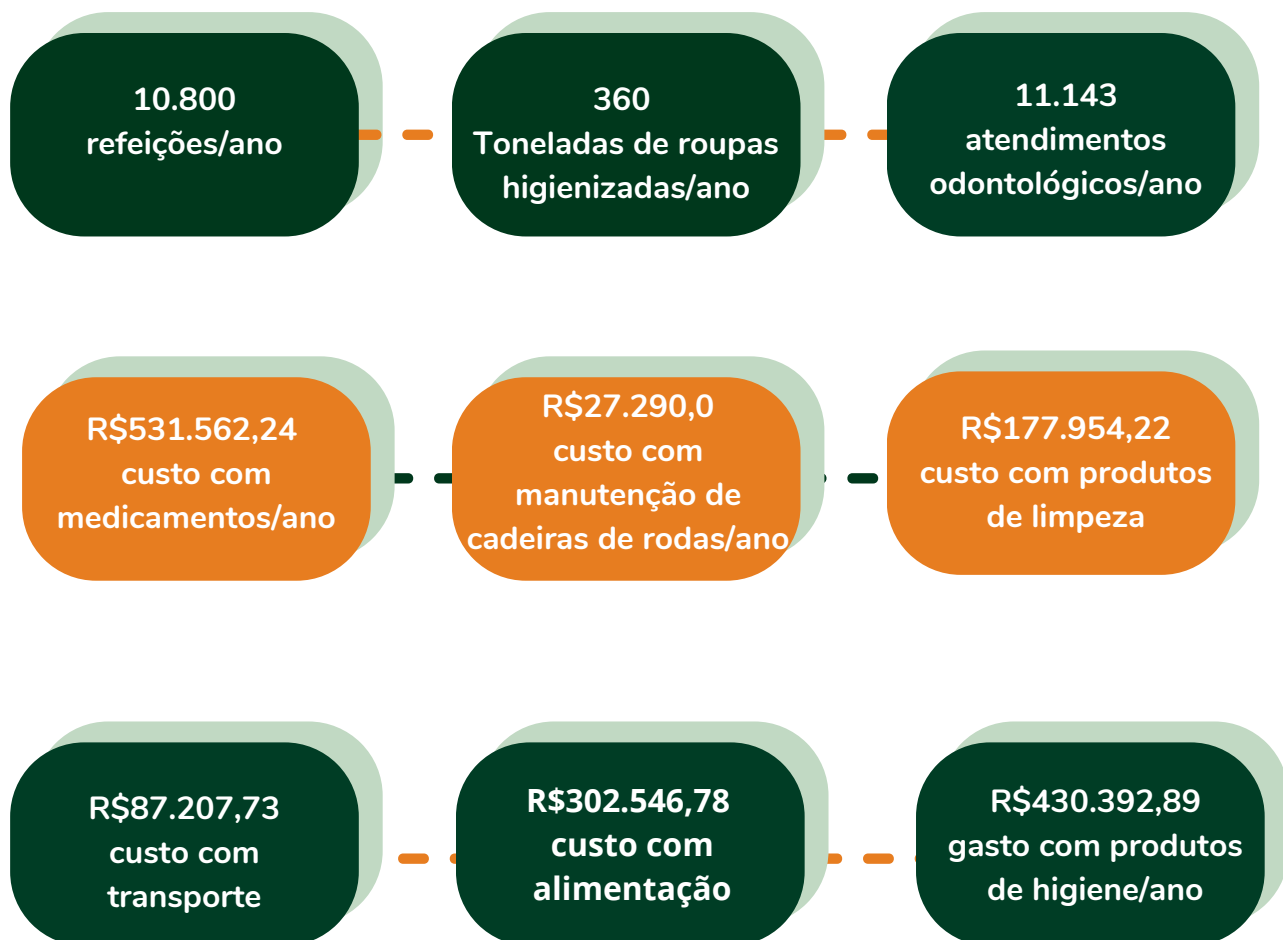 10.800
refeições/ano
360
Toneladas de roupas
higienizadas/ano
11.143
atendimentos
odontológicos/ano
R$531.562,24
custo com
medicamentos/ano
R$27.290,0
custo com
manutenção de
cadeiras de rodas/ano
R$177.954,22
custo com produtos
de limpeza
R$87.207,73
custo com
transporte
R$302.546,78
custo com
alimentação
R$430.392,89
gasto com produtos
de higiene/ano